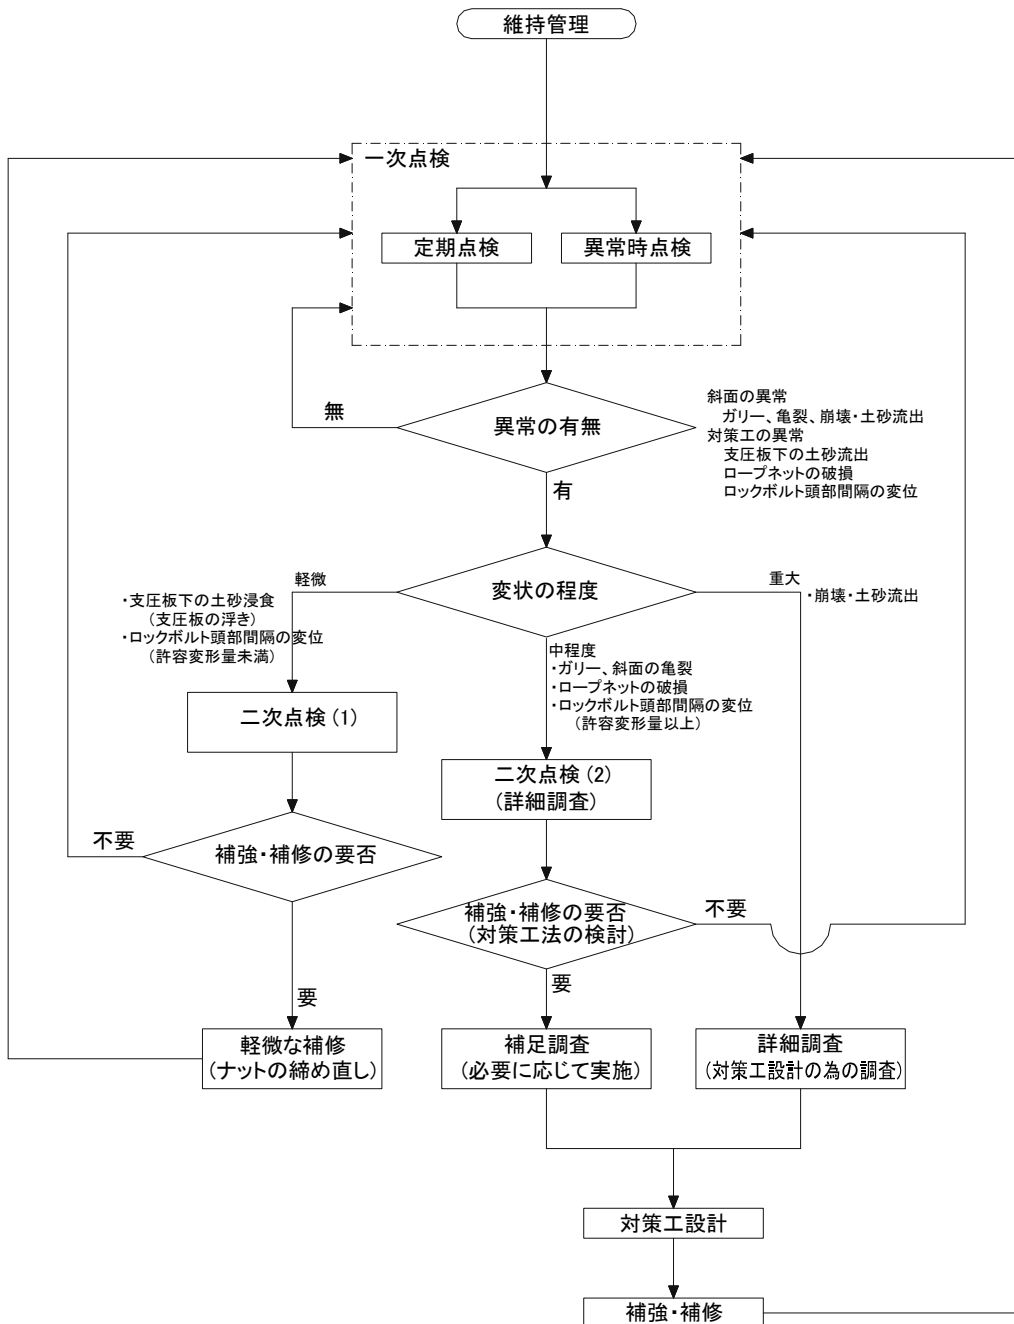 維持管理
一次点検
定期点検
異常時点検
無
異常の有無
斜面の異常
ガリー、亀裂、崩壊・土砂流出
対策工の異常
支圧板下の土砂流出
ロープネットの破損
ロックボルト頭部間隔の変位
有
軽微
変状の程度
重大
・支圧板下の土砂浸食
(支圧板の浮き)
・ロックボルト頭部間隔の変位
(許容変形量未満)
・崩壊・土砂流出
中程度
・ガリー、斜面の亀裂
・ロープネットの破損
・ロックボルト頭部間隔の変位
(許容変形量以上)
二次点検(1)
二次点検(2)
(詳細調査)
不要
補強・補修の要否
補強・補修の要否
(対策工法の検討)
不要
要
要
軽微な補修
(ナットの締め直し)
補足調査
(必要に応じて実施)
詳細調査
(対策工設計の為の調査)
対策工設計
補強・補修